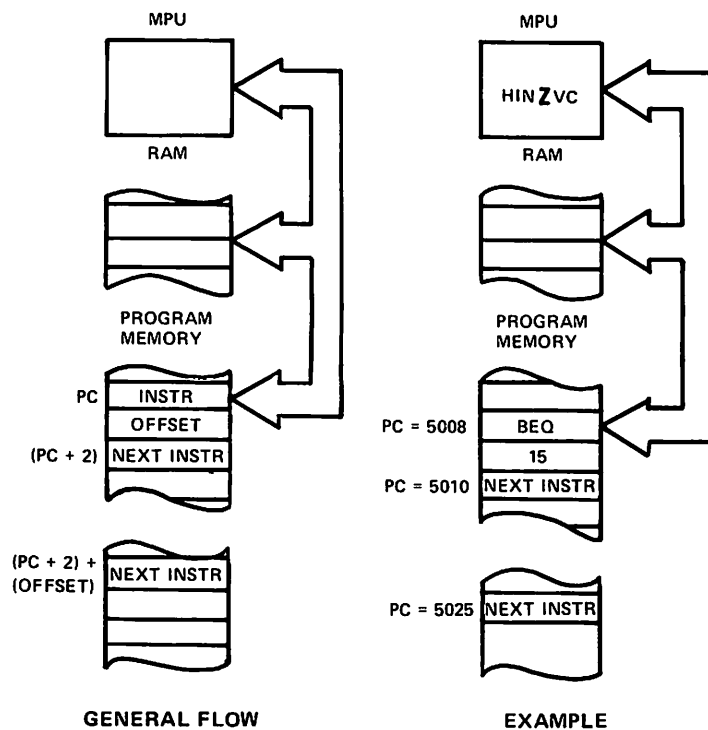 MPU
RAM
PROGRAM
MEMORY
PC
INSTR
OFFSET
(PC + 2)
NEXT INSTR
(PC + 2) +
(OFFSET)
NEXT INSTR
GENERAL FLOW
MPU
HINZVC
RAM
PROGRAM
MEMORY
PC = 5008
BEQ
15
PC = 5010
NEXT INSTR
PC = 5025
NEXT INSTR
EXAMPLE